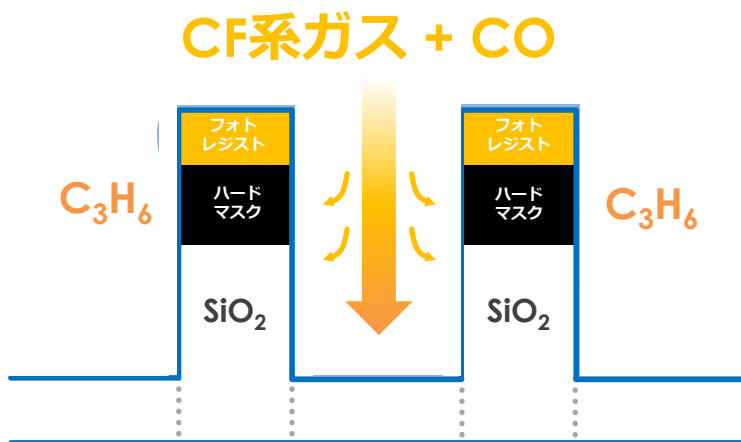 CF系ガス + CO
フォト
レジスト
フォト
レジスト
C₃H₆
ハード
マスク
ハード
マスク
C₃H₆
SiO₂
SiO₂